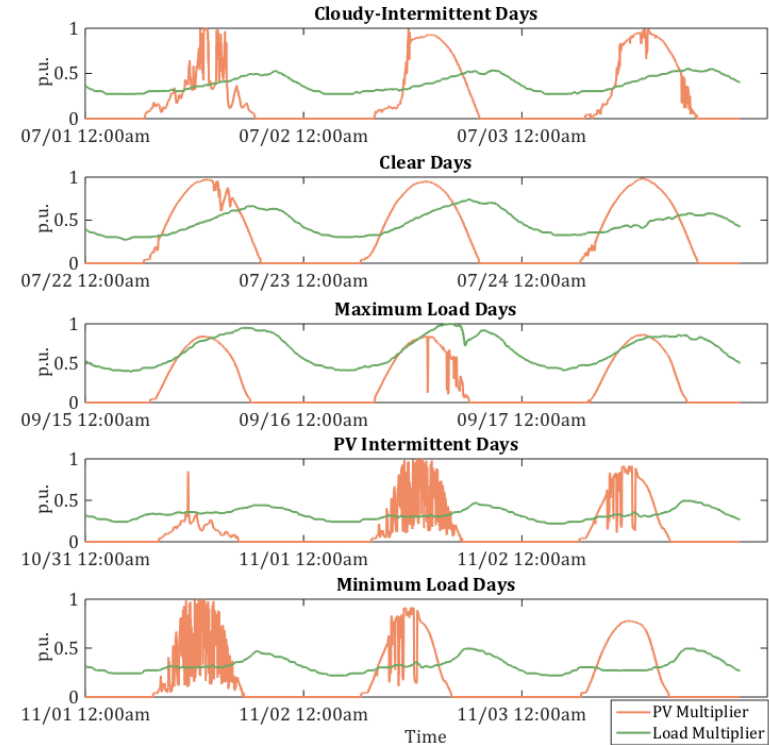 Cloudy-Intermittent Days
1
0.5
0
p.u.
07/01 12:00am 07/02 12:00am 07/03 12:00am
Clear Days
1
0.5
0
p.u.
07/22 12:00am 07/23 12:00am 07/24 12:00am
Maximum Load Days
1
0.5
0
p.u.
09/15 12:00am 09/16 12:00am 09/17 12:00am
PV Intermittent Days
1
0.5
0
p.u.
10/31 12:00am 11/01 12:00am 11/02 12:00am
Minimum Load Days
1
0.5
0
p.u.
11/01 12:00am 11/02 12:00am 11/03 12:00am
Time
PV Multiplier
Load Multiplier